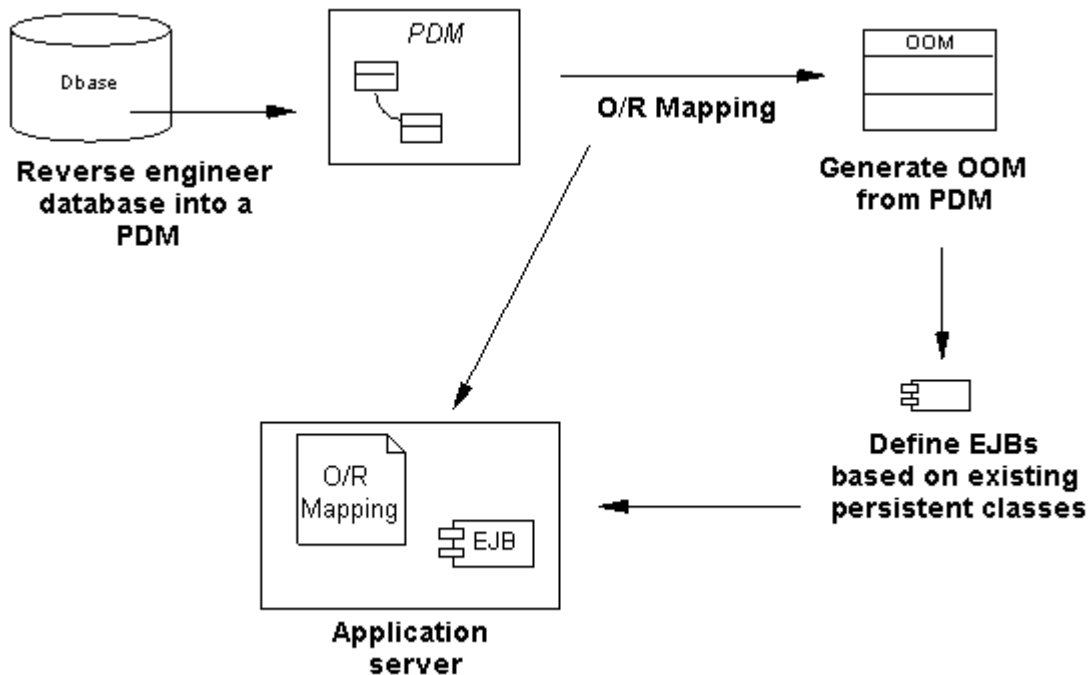 Dbase
Reverse engineer
database into a
PDM
PDM
O/R Mapping
OOM
Generate OOM
from PDM
Define EJBs
based on existing
persistent classes
O/R
Mapping
EJB
Application
server